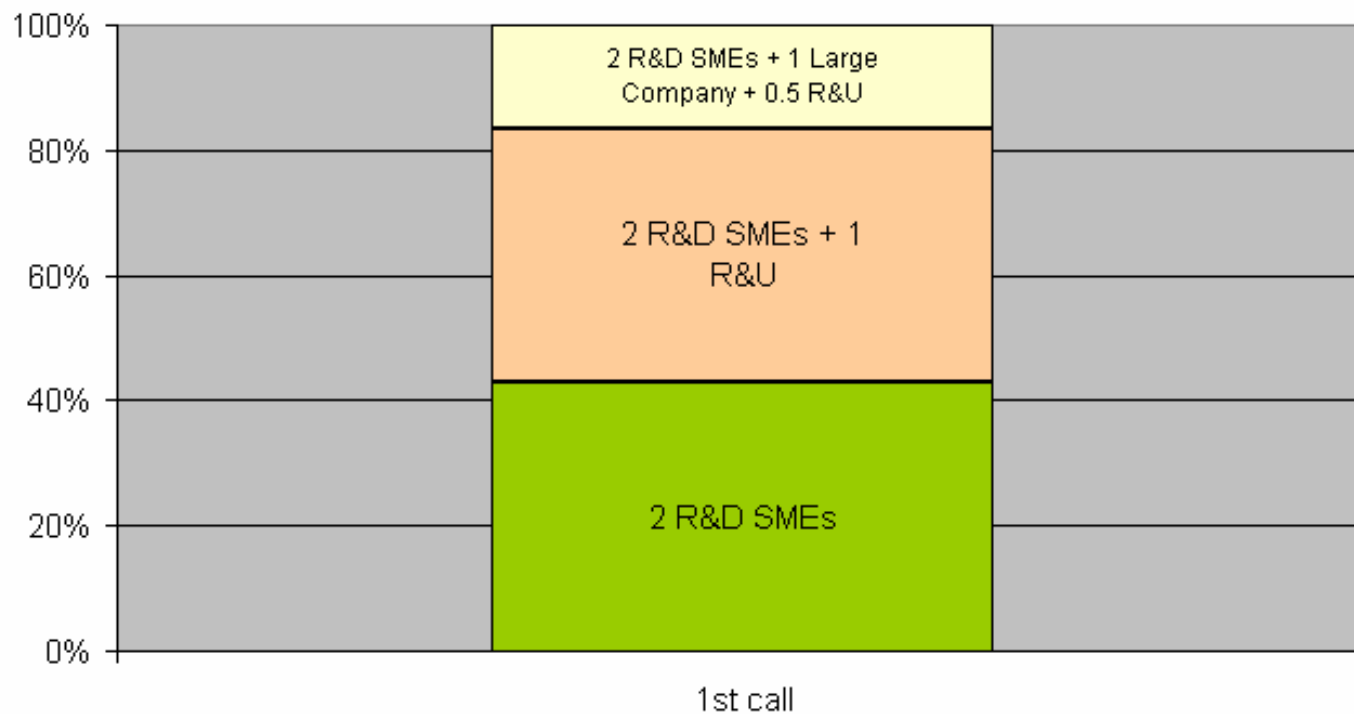 100%
2 R&D SMEs + 1 Large
Company + 0.5 R&U
80%
2 R&D SMEs + 1
R&U
60%
40%
2 R&D SMEs
20%
0%
1st call